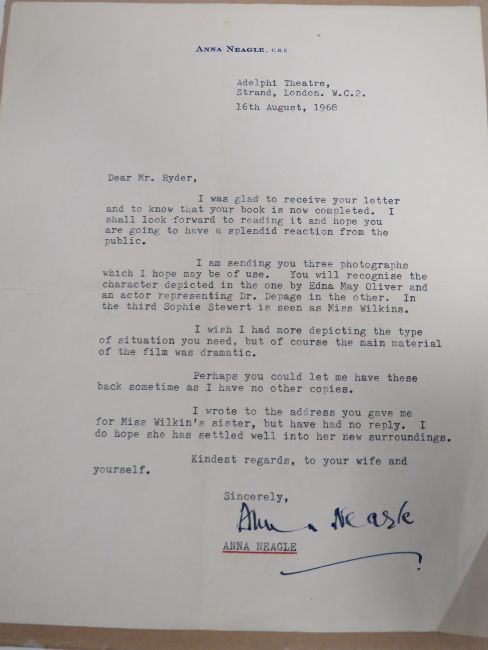 ANNA NEAGLE, C.B.E.
Adelphi Theatre,
Strand, London. W.C.2.
16th August, 1968
Dear Mr. Ryder,
I was glad to receive your letter
and to know that your book is now completed. I
shall look forward to reading it and hope you
are going to have a splendid reaction from the
public.
I am sending you three photographs
which I hope may be of use. You will recognise the
character depicted in the one by Edna May Oliver and
an actor representing Dr. Depage in the other. In
the third Sophie Stewert is seen as Miss Wilkins.
I wish I had more depicting the type
of situation you need, but of course the main material
of the film was dramatic.
Perhaps you could let me have these
back sometime as I have no other copies.
I wrote to the address you gave me
for Miss Wilkin's sister, but have had no reply. I
do hope she has settled well into her new surroundings.
Kindest regards, to your wife and
yourself.
Sincerely,
Anna Neagle
ANNA NEAGLE